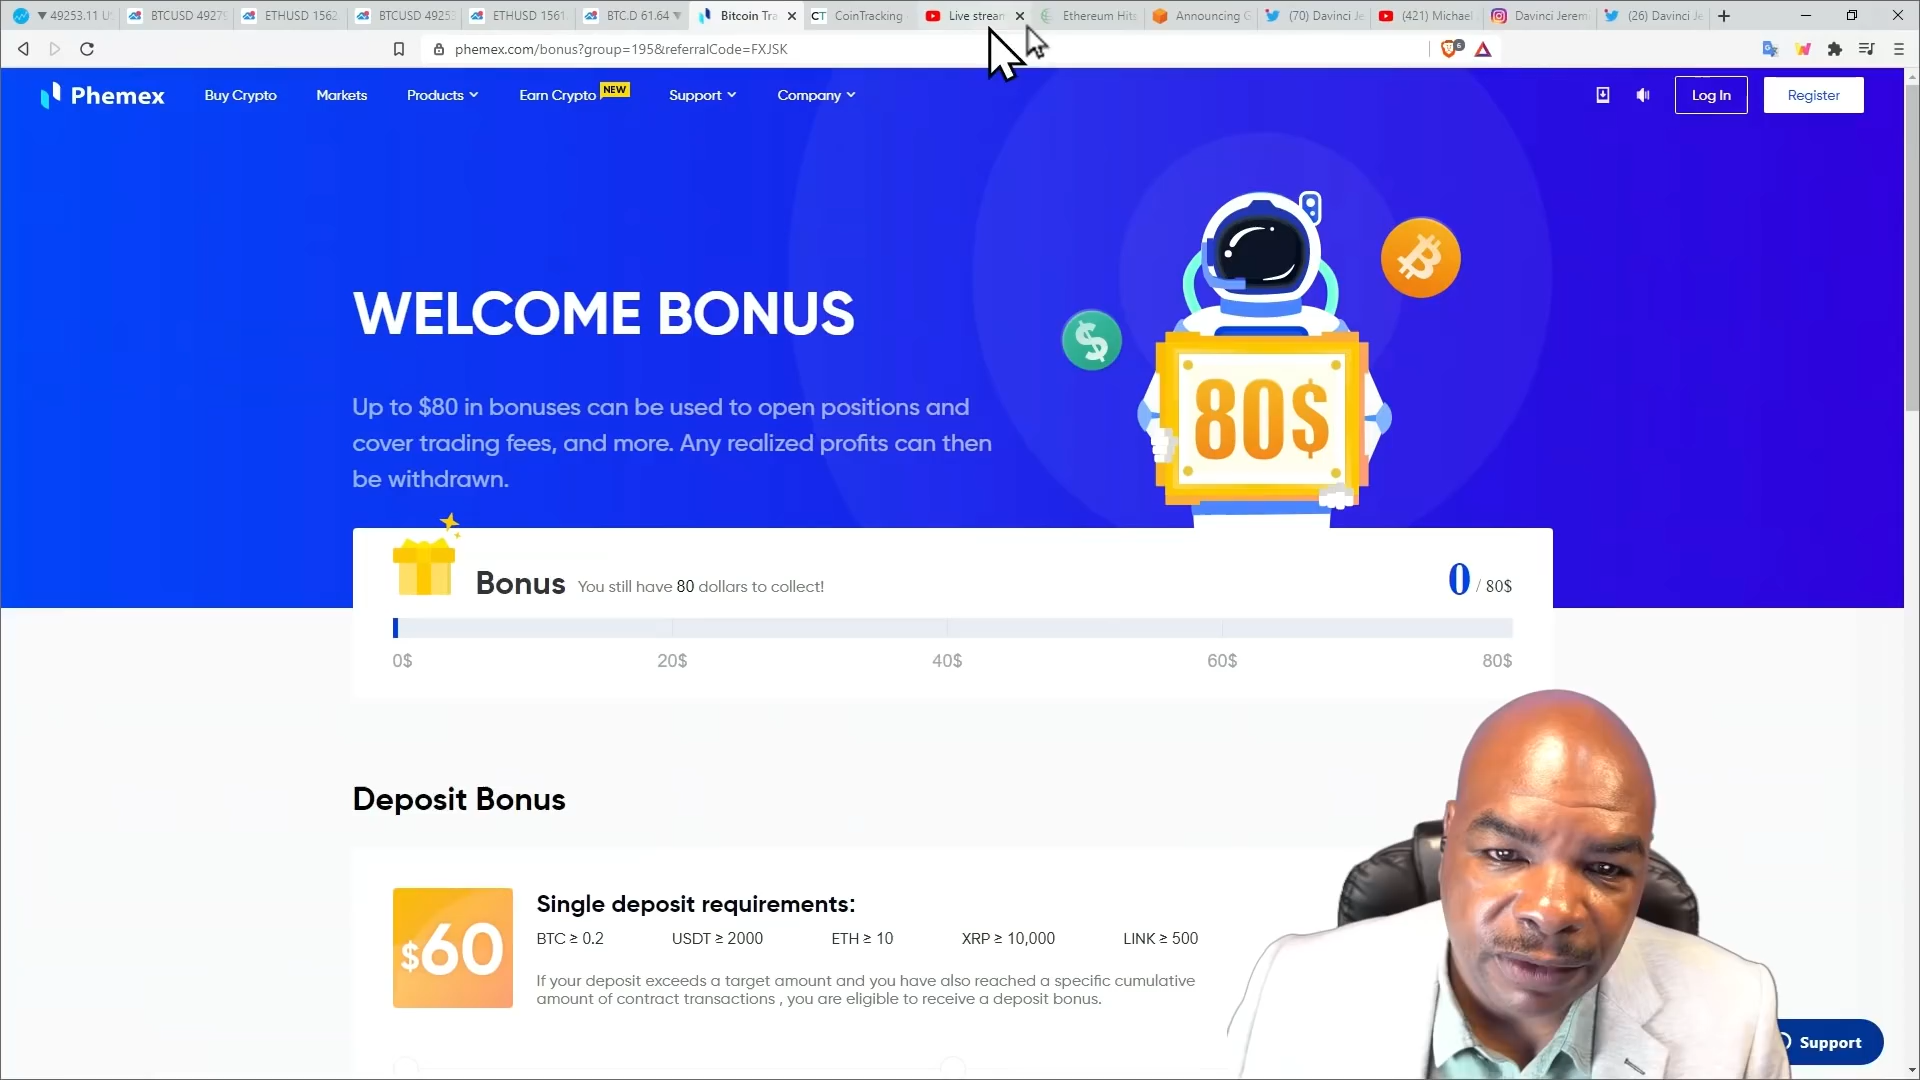 49253.11 U
BTCUSD 4927
ETHUSD 1562
BTCUSD 4925
ETHUSD 1561
BTC.D 61.64 ▼
Bitcoin Tra
CT CoinTracking
Live strean
Ethereum Hits
Announcing G
(70) Davinci Je
(421) Michael
Davinci Jerem
(26) Davinci Je
phemex.com/bonus?group=195&referralCode=FXJSK
6
Phemex
Buy Crypto
Markets
Products
Earn Crypto NEW
Support
Company
Log In
Register
WELCOME BONUS
Up to $80 in bonuses can be used to open positions and
cover trading fees, and more. Any realized profits can then
be withdrawn.
80$
Bonus You still have 80 dollars to collect!
0 / 80$
0$ 20$ 40$ 60$ 80$
Deposit Bonus
$60
Single deposit requirements:
BTC ≥ 0.2 USDT ≥ 2000 ETH ≥ 10 XRP ≥ 10,000 LINK ≥ 500
If your deposit exceeds a target amount and you have also reached a specific cumulative
amount of contract transactions , you are eligible to receive a deposit bonus.
Support